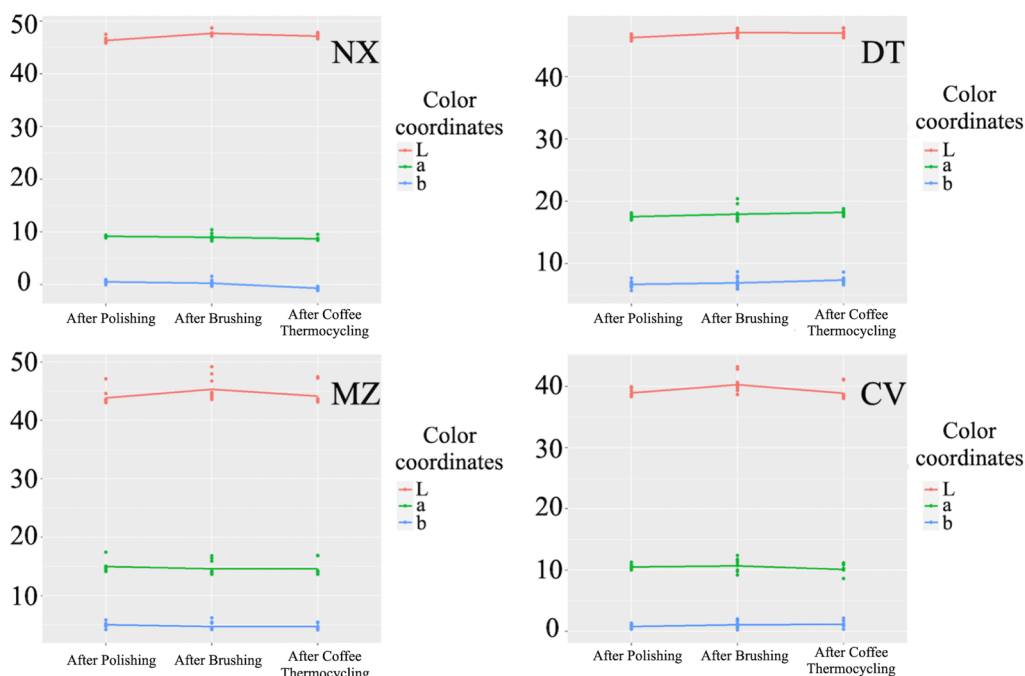 50
40
30
20
10
0
NX
Color
coordinates
L
a
b
After Polishing
After Brushing
After Coffee
Thermocycling
40
30
20
10
DT
Color
coordinates
L
a
b
After Polishing
After Brushing
After Coffee
Thermocycling
50
40
30
20
10
MZ
Color
coordinates
L
a
b
After Polishing
After Brushing
After Coffee
Thermocycling
40
30
20
10
0
CV
Color
coordinates
L
a
b
After Polishing
After Brushing
After Coffee
Thermocycling